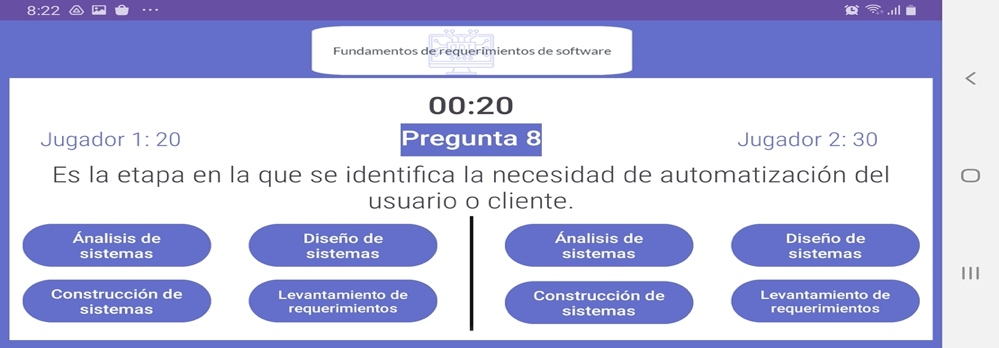 8:22
Fundamentos de requerimientos de software
00:20
Jugador 1: 20
Pregunta 8
Jugador 2: 30
Es la etapa en la que se identifica la necesidad de automatización del
usuario o cliente.
Ánalisis de
sistemas
Diseño de
sistemas
Construcción de
sistemas
Levantamiento de
requerimientos
Ánalisis de
sistemas
Diseño de
sistemas
Construcción de
sistemas
Levantamiento de
requerimientos